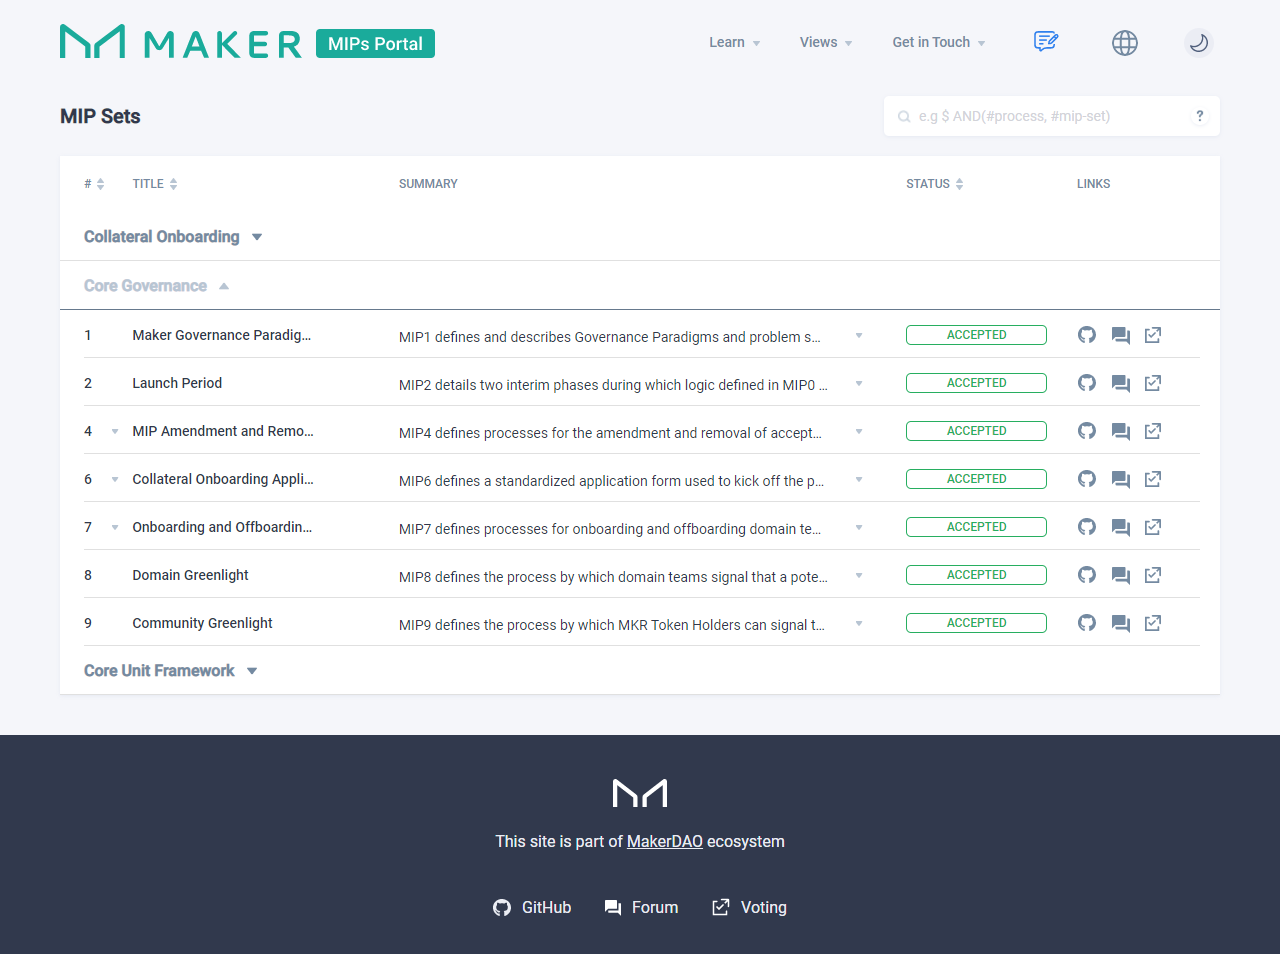 MAKER MIPs Portal Learn Views Get in Touch
MIP Sets e.g $ AND(#process, #mip-set) ?
# TITLE SUMMARY STATUS LINKS
Collateral Onboarding
Core Governance
1 Maker Governance Paradig... MIP1 defines and describes Governance Paradigms and problem s... ACCEPTED
2 Launch Period MIP2 details two interim phases during which logic defined in MIP0 ... ACCEPTED
4 MIP Amendment and Remo... MIP4 defines processes for the amendment and removal of accept... ACCEPTED
6 Collateral Onboarding Appli... MIP6 defines a standardized application form used to kick off the p... ACCEPTED
7 Onboarding and Offboardin... MIP7 defines processes for onboarding and offboarding domain te... ACCEPTED
8 Domain Greenlight MIP8 defines the process by which domain teams signal that a pote... ACCEPTED
9 Community Greenlight MIP9 defines the process by which MKR Token Holders can signal t... ACCEPTED
Core Unit Framework
This site is part of MakerDAO ecosystem
GitHub Forum Voting